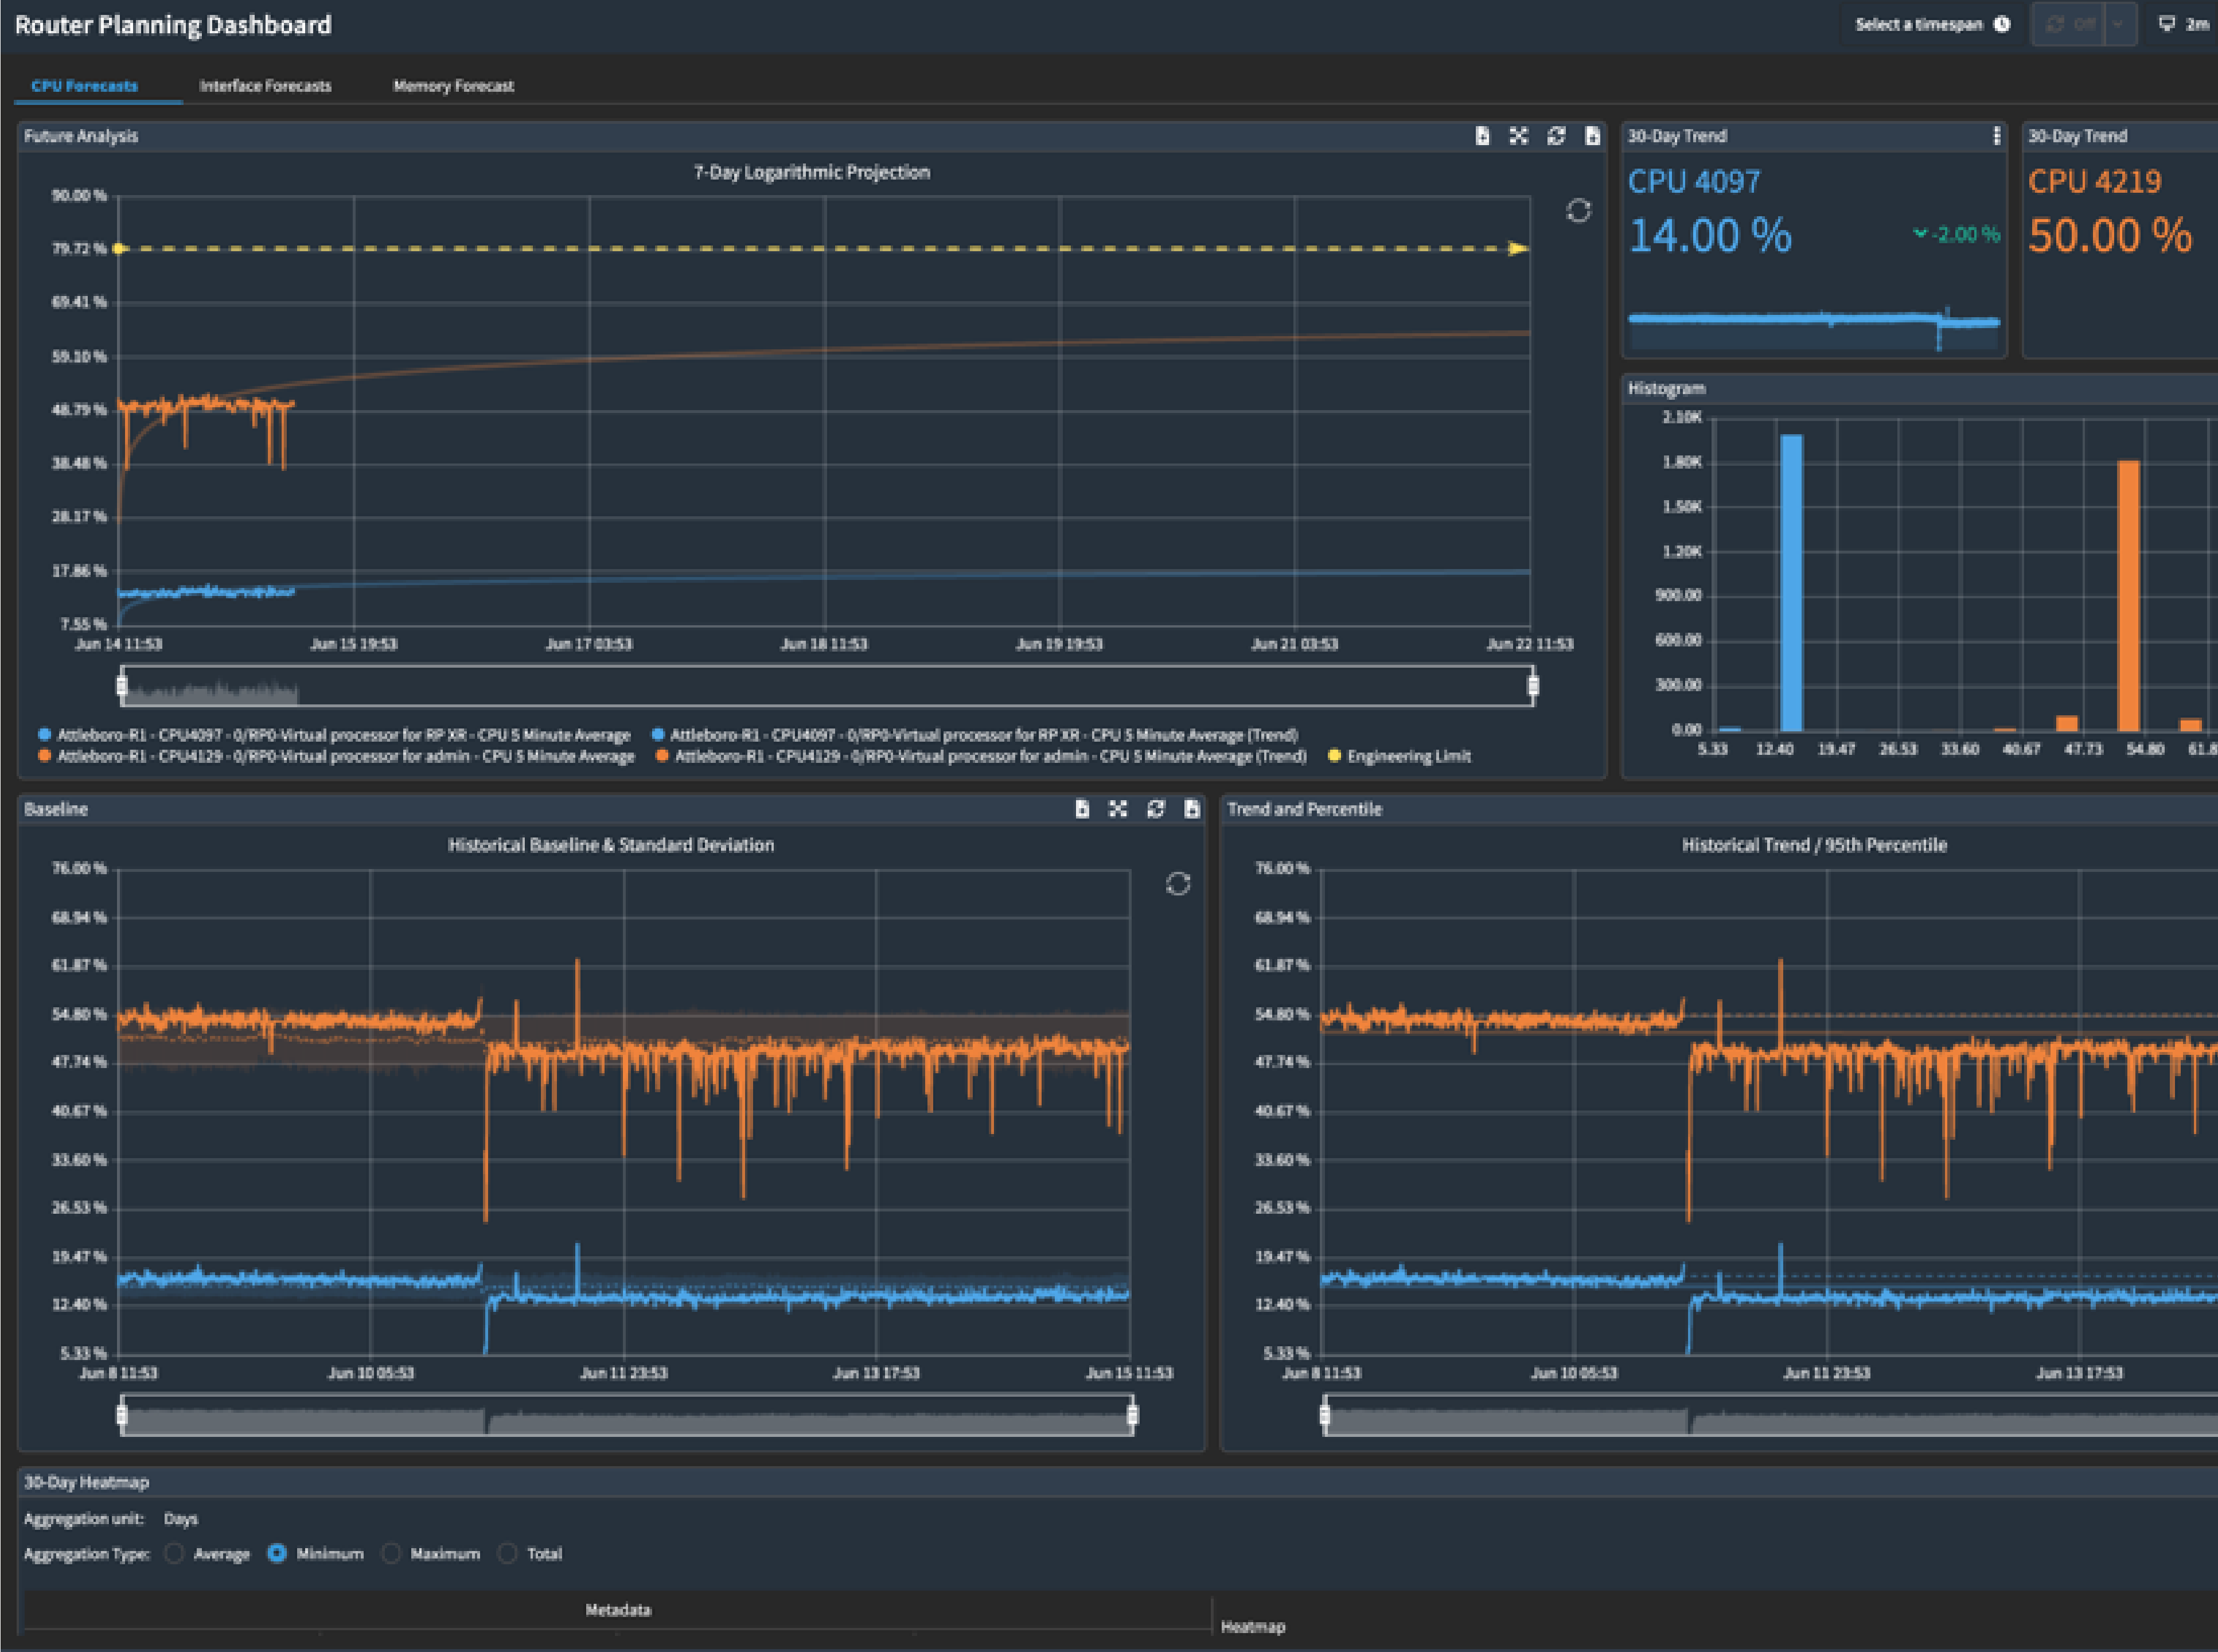 Router Planning Dashboard
Select a timespan
Off
2m
CPU Forecasts
Interface Forecasts
Memory Forecast
Future Analysis
7-Day Logarithmic Projection
90.00 %
79.72 %
69.41 %
59.10 %
48.79 %
38.48 %
28.17 %
17.86 %
7.55 %
Jun 14 11:53 Jun 15 19:53 Jun 17 03:53 Jun 18 11:53 Jun 19 19:53 Jun 21 03:53 Jun 22 11:53
Attleboro-R1 - CPU4097 - 0/RP0-Virtual processor for RP XR - CPU 5 Minute Average
Attleboro-R1 - CPU4097 - 0/RP0-Virtual processor for RP XR - CPU 5 Minute Average (Trend)
Attleboro-R1 - CPU4129 - 0/RP0-Virtual processor for admin - CPU 5 Minute Average
Attleboro-R1 - CPU4129 - 0/RP0-Virtual processor for admin - CPU 5 Minute Average (Trend)
Engineering Limit
30-Day Trend
CPU 4097
14.00 %
-2.00 %
30-Day Trend
CPU 4219
50.00 %
Histogram
2.10K
1.80K
1.50K
1.20K
900.00
600.00
300.00
0.00
5.33 12.40 19.47 26.53 33.60 40.67 47.73 54.80 61.8
Baseline
Historical Baseline & Standard Deviation
76.00 %
68.94 %
61.87 %
54.80 %
47.74 %
40.67 %
33.60 %
26.53 %
19.47 %
12.40 %
5.33 %
Jun 8 11:53 Jun 10 05:53 Jun 11 23:53 Jun 13 17:53 Jun 15 11:53
Trend and Percentile
Historical Trend / 95th Percentile
76.00 %
68.94 %
61.87 %
54.80 %
47.74 %
40.67 %
33.60 %
26.53 %
19.47 %
12.40 %
5.33 %
Jun 8 11:53 Jun 10 05:53 Jun 11 23:53 Jun 13 17:53
30-Day Heatmap
Aggregation unit: Days
Aggregation Type: Average Minimum Maximum Total
Metadata
Heatmap